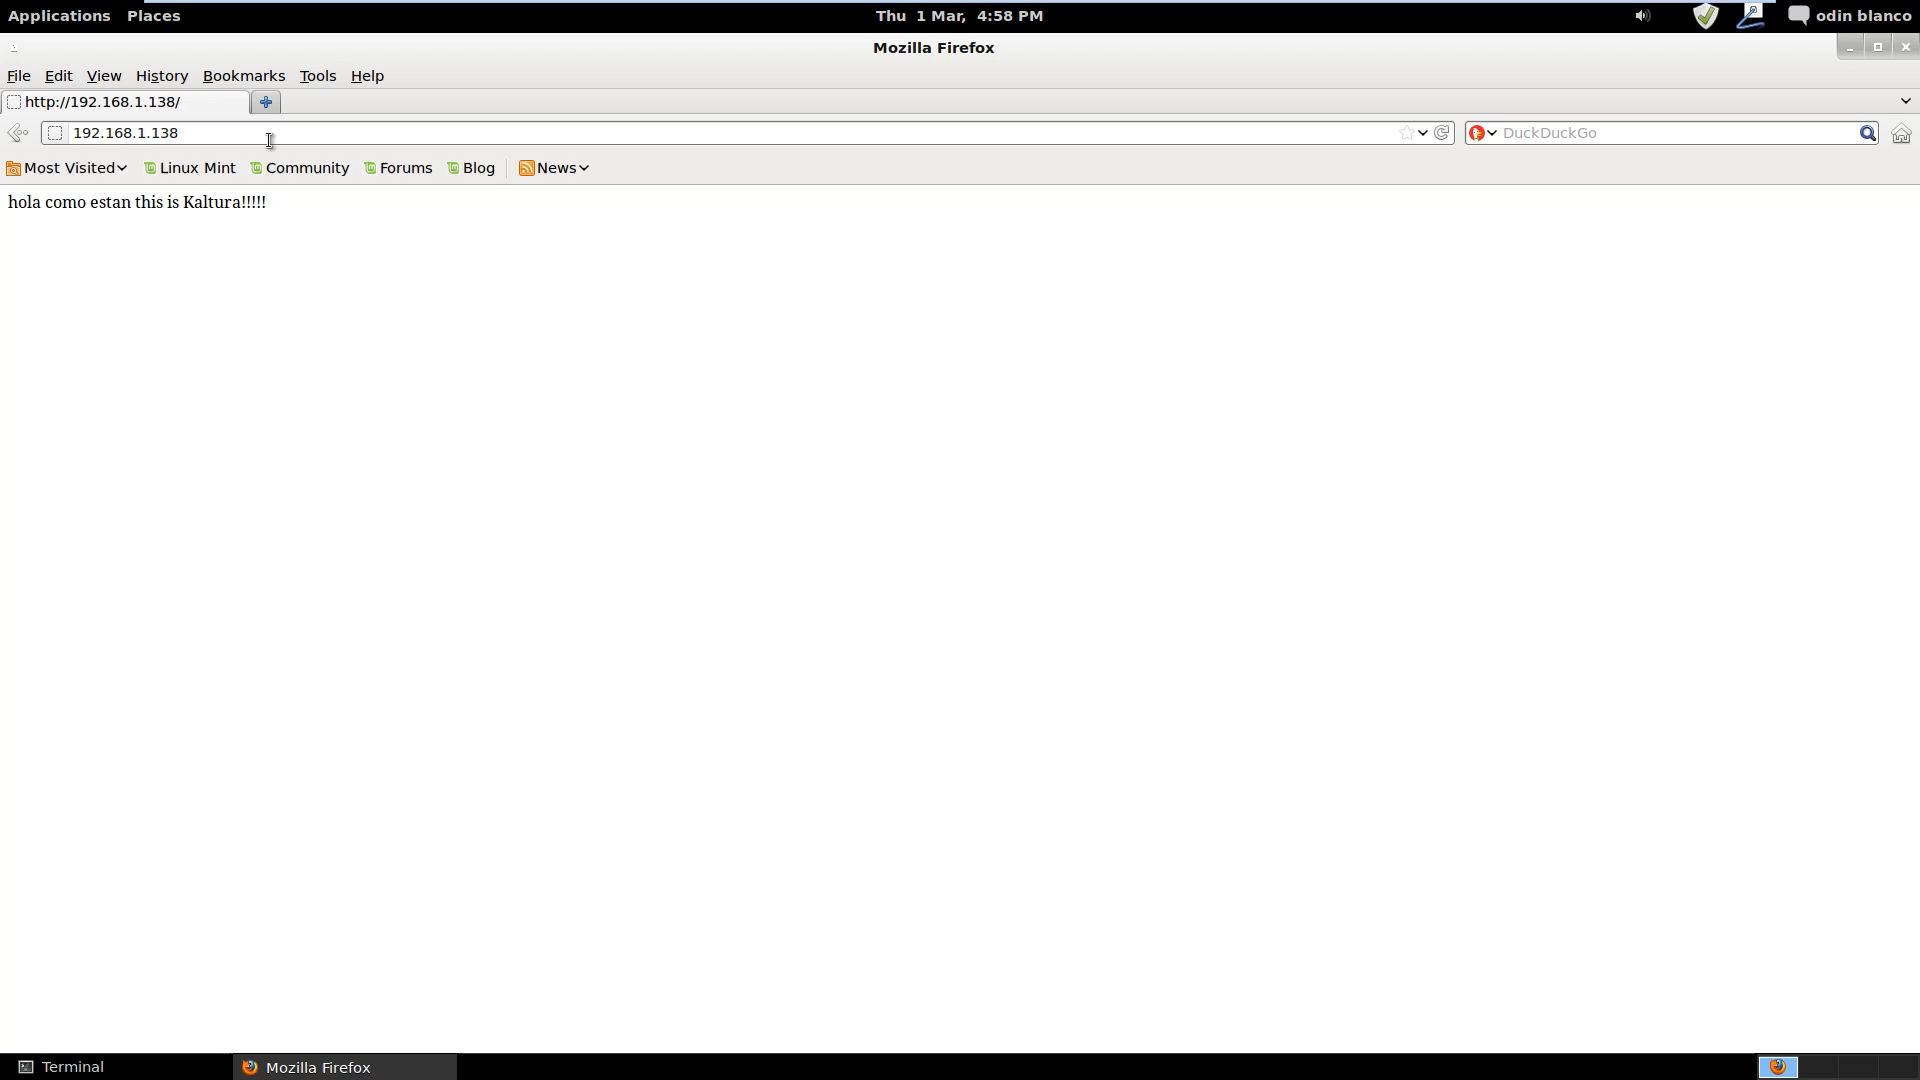 Applications Places Thu 1 Mar, 4:58 PM odin blanco
Mozilla Firefox
File Edit View History Bookmarks Tools Help
http://192.168.1.138/
192.168.1.138 DuckDuckGo
Most Visited Linux Mint Community Forums Blog News
hola como estan this is Kaltura!!!!!
Terminal Mozilla Firefox